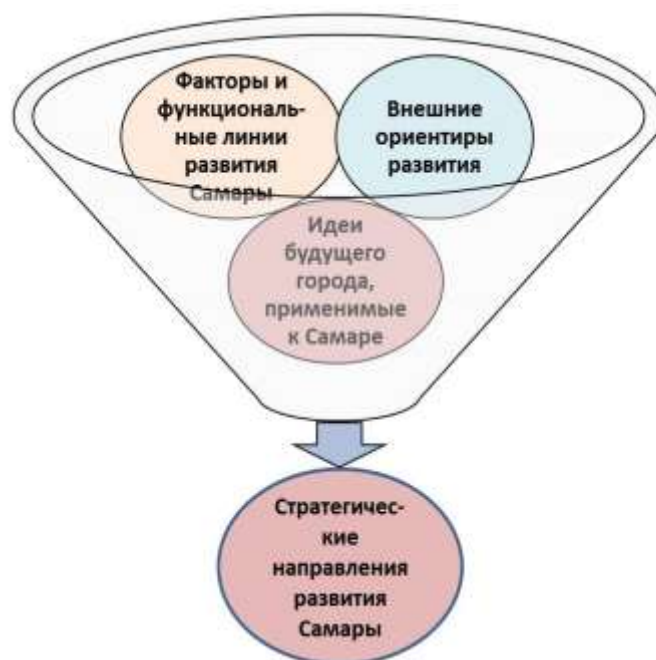 Факторы и
функциональ-
ные линии
развития
Самары
Внешние
ориентиры
развития
Идеи
будущего
города,
применимые
к Самаре
Стратегичес-
кие
направления
развития
Самары